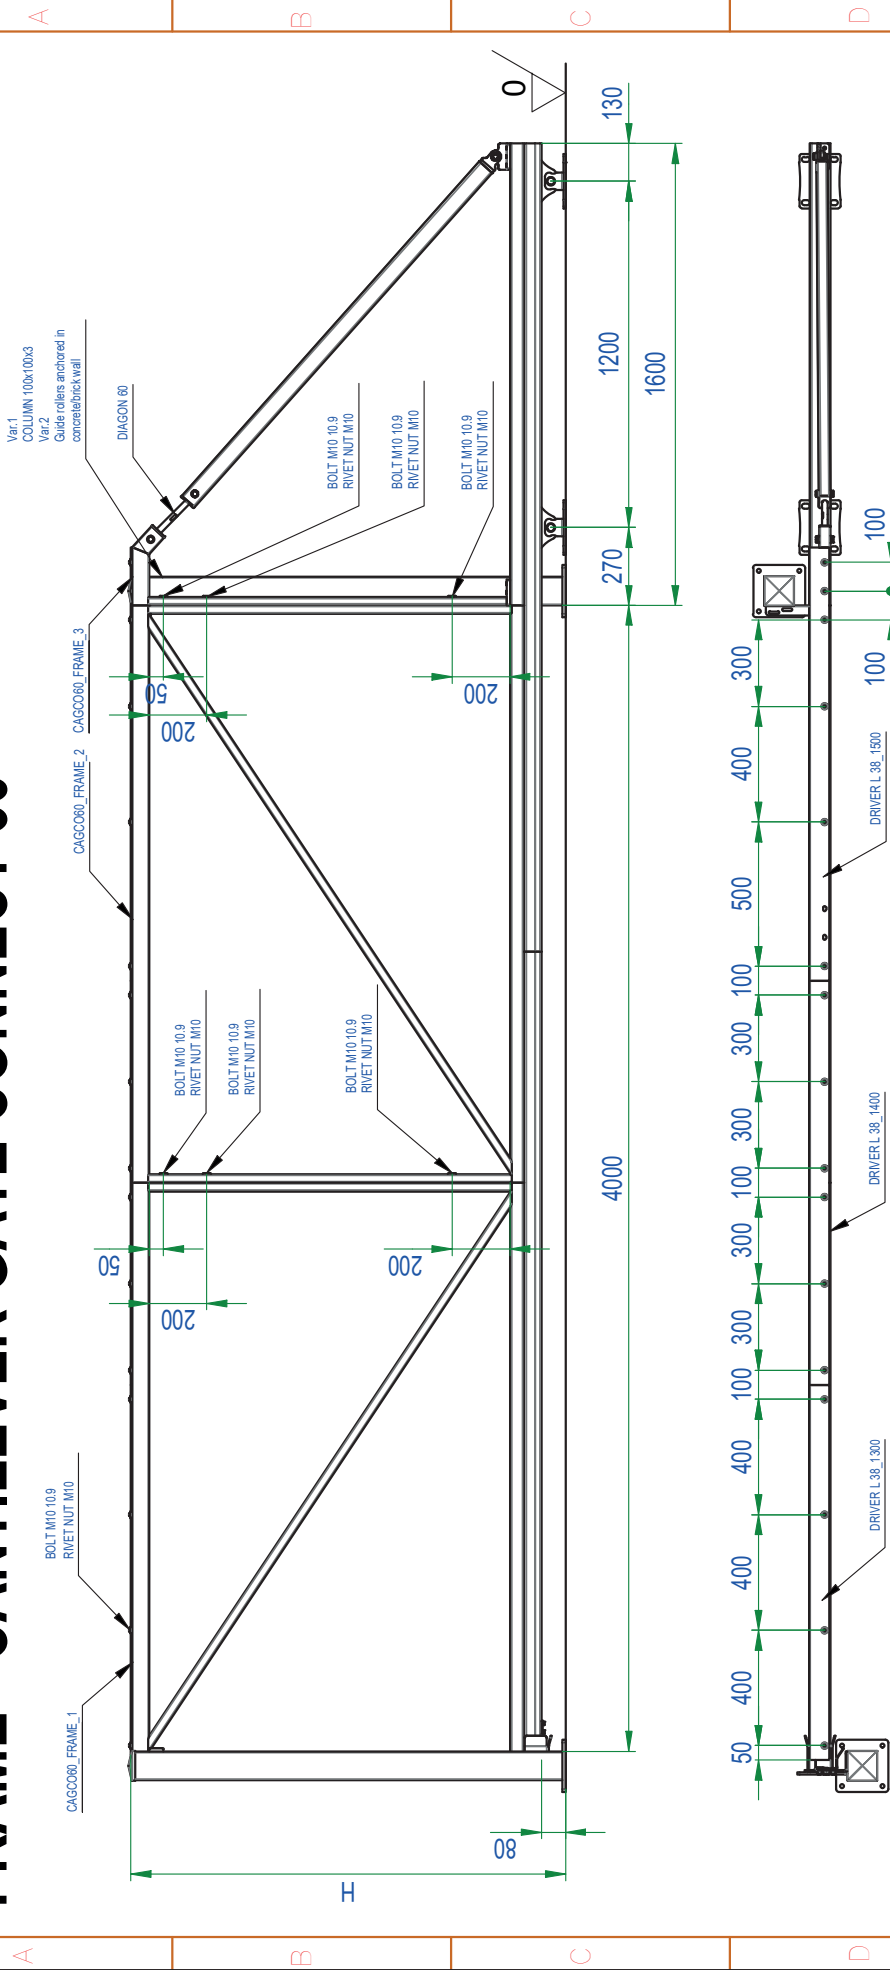 FRAME - CANTILEVER GATE CONNECT 60
A
A
B
B
C
C
D
D
CAGCO60_FRAME_1
BOLT M10 10.9
RIVET NUT M10
CAGCO60_FRAME_2
CAGCO60_FRAME_3
Var.1
COLUMN 100x100x3
Var.2
Guide rollers anchored in
concrete/brick wall
DIAGON 60
BOLT M10 10.9
RIVET NUT M10
BOLT M10 10.9
RIVET NUT M10
BOLT M10 10.9
RIVET NUT M10
BOLT M10 10.9
RIVET NUT M10
BOLT M10 10.9
RIVET NUT M10
BOLT M10 10.9
RIVET NUT M10
50
200
200
50
200
200
H
80
0
4000
270
1200
130
1600
50
400
400
400
100
300
300
100
300
300
100
500
400
300
100
100
DRIVER L 38_1300
DRIVER L 38_1400
DRIVER L 38_1500